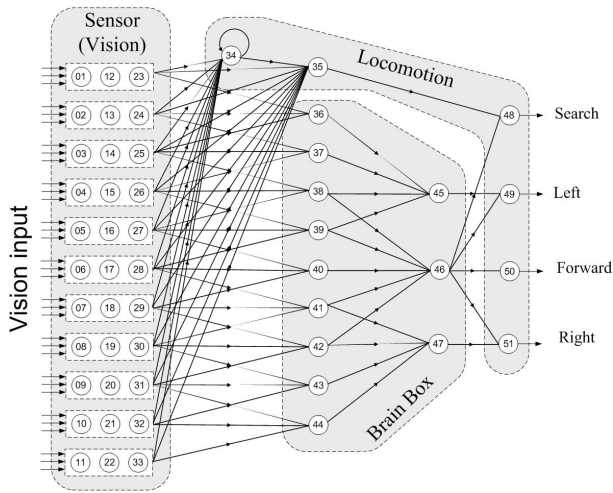 Sensor
(Vision)
Vision input
01 12 23
02 13 24
03 14 25
04 15 26
05 16 27
06 17 28
07 18 29
08 19 30
09 20 31
10 21 32
11 22 33
34
35
36
37
38
39
40
41
42
43
44
45
46
47
Brain Box
Locomotion
48 Search
49 Left
50 Forward
51 Right